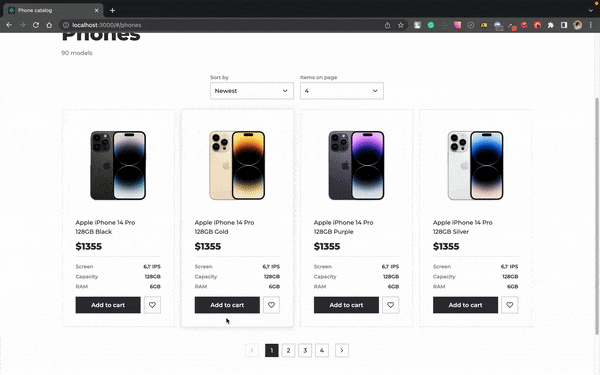 Phone catalog
localhost:3000/#/phones
Phones
90 models
Sort by
Items on page
Newest
4
Apple iPhone 14 Pro
128GB Black
$1355
Screen 6,1' IPS
Capacity 128GB
RAM 6GB
Add to cart
Apple iPhone 14 Pro
128GB Gold
$1355
Screen 6,1' IPS
Capacity 128GB
RAM 6GB
Add to cart
Apple iPhone 14 Pro
128GB Purple
$1355
Screen 6,1' IPS
Capacity 128GB
RAM 6GB
Add to cart
Apple iPhone 14 Pro
128GB Silver
$1355
Screen 6,1' IPS
Capacity 128GB
RAM 6GB
Add to cart
1 2 3 4